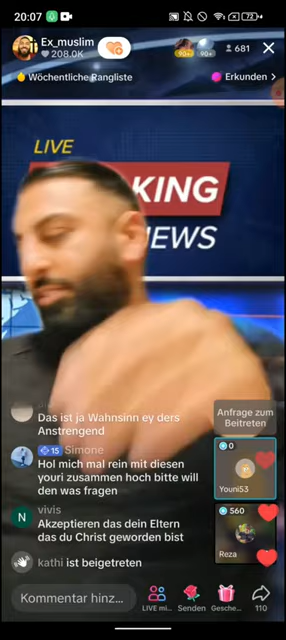 20:07
72
Ex_muslim
208.0K
90+
90+
681
Wöchentliche Rangliste
Erkunden
LIVE
KING
NEWS
Das ist ja Wahnsinn ey ders
Anstrengend
Anfrage zum
Beitreten
15 Simone
Hol mich mal rein mit diesen
youri zusammen hoch bitte will
den was fragen
0
Youni53
N
vivis
Akzeptieren das dein Eltern
das du Christ geworden bist
560
Reza
kathi ist beigetreten
Kommentar hinz...
LIVE mi...
Senden
Gesche...
110